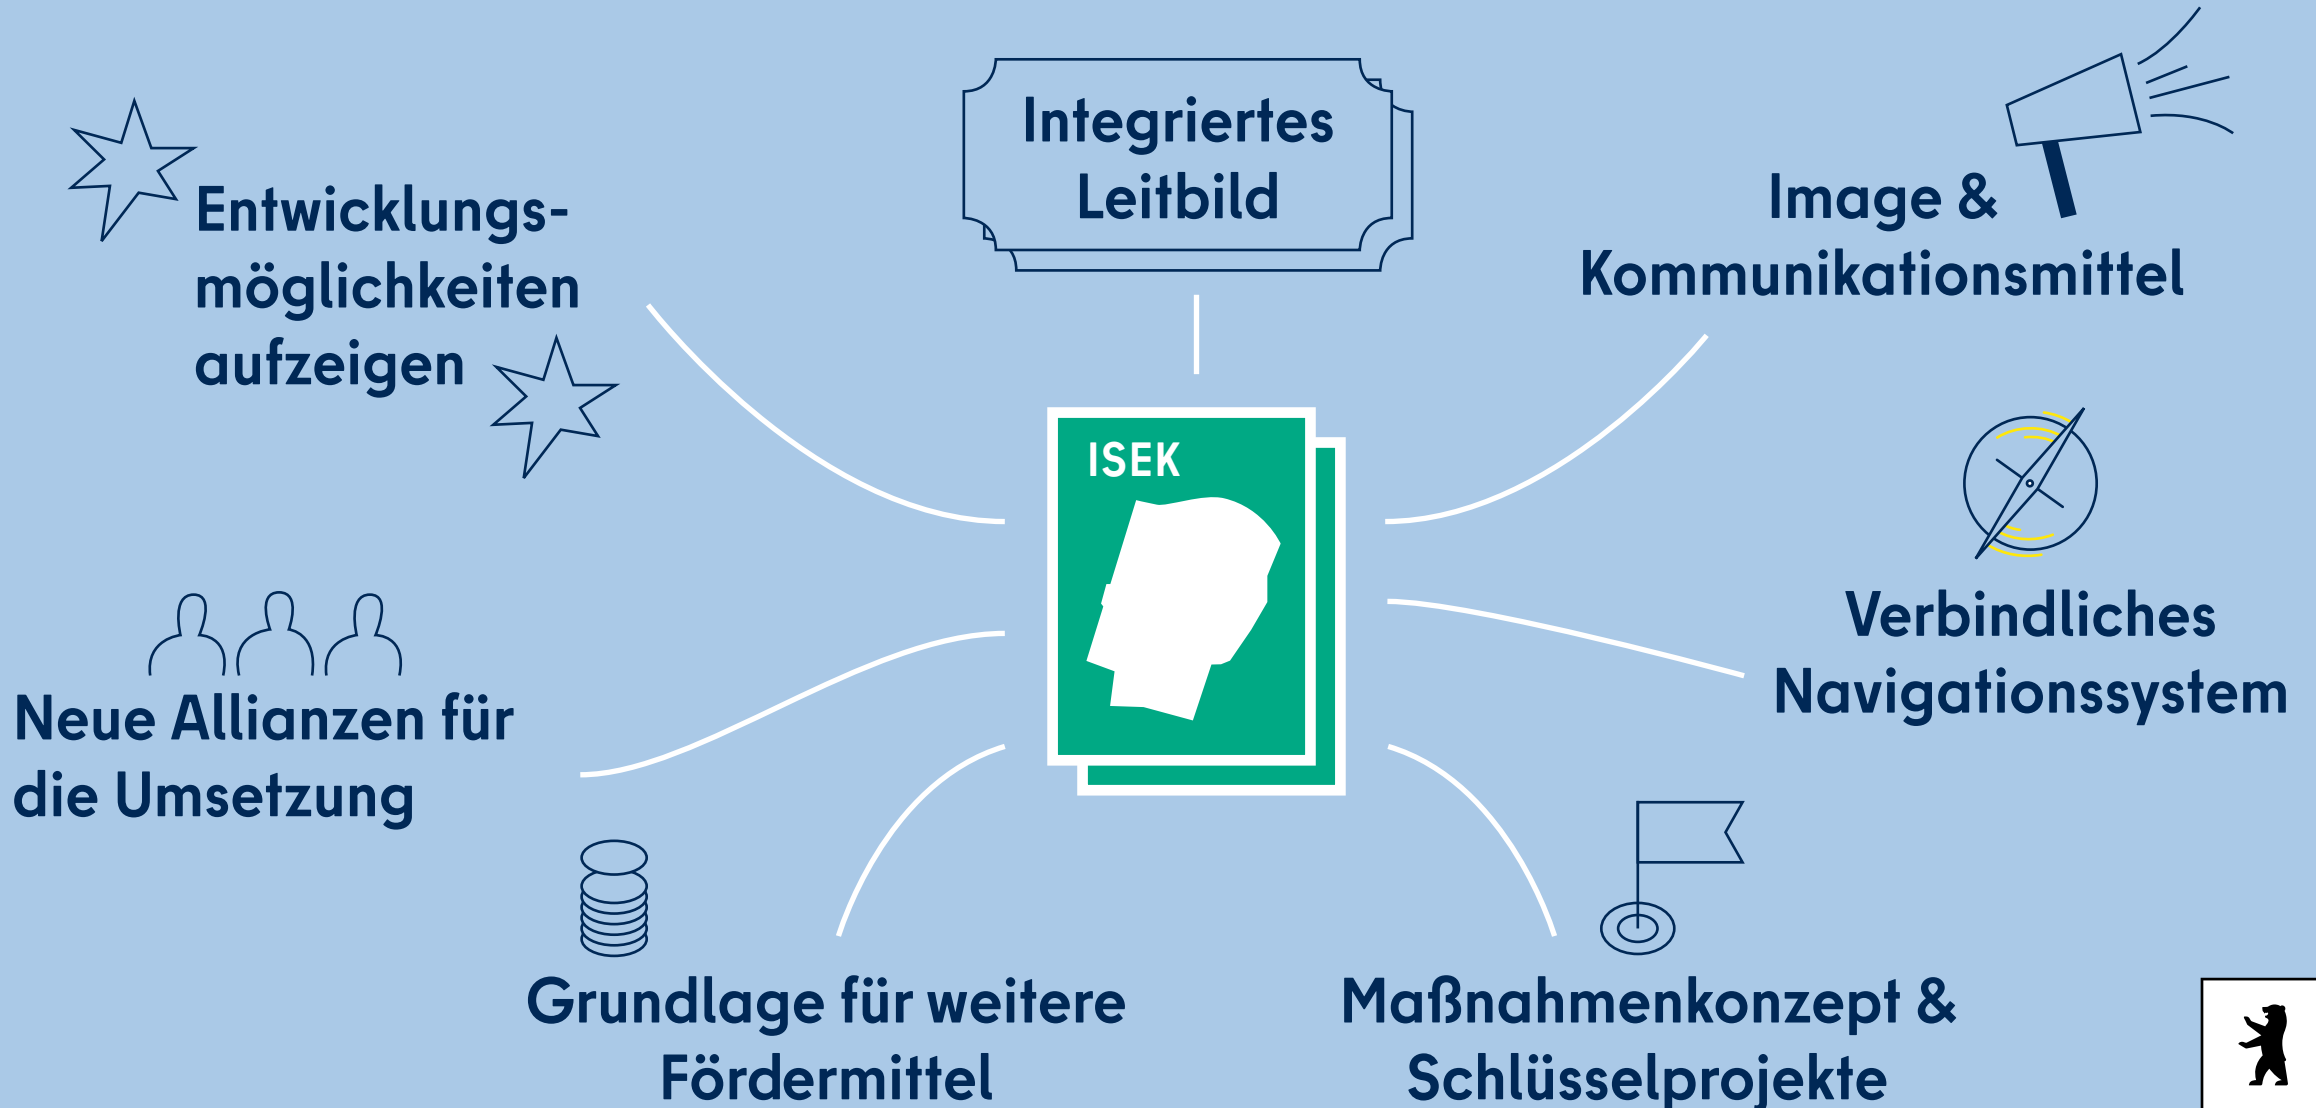 Integriertes
Leitbild
Entwicklungs-
möglichkeiten
aufzeigen
Image &
Kommunikationsmittel
ISEK
Verbindliches
Navigationssystem
Neue Allianzen für
die Umsetzung
Grundlage für weitere
Fördermittel
Maßnahmenkonzept &
Schlüsselprojekte